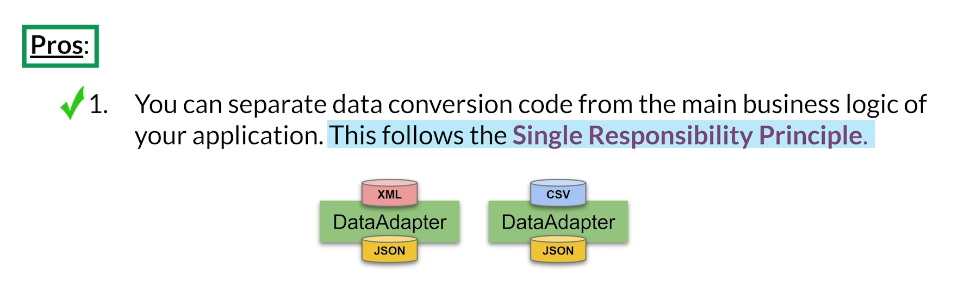 Pros:
1. You can separate data conversion code from the main business logic of
your application. This follows the Single Responsibility Principle.
XML CSV
DataAdapter DataAdapter
JSON JSON